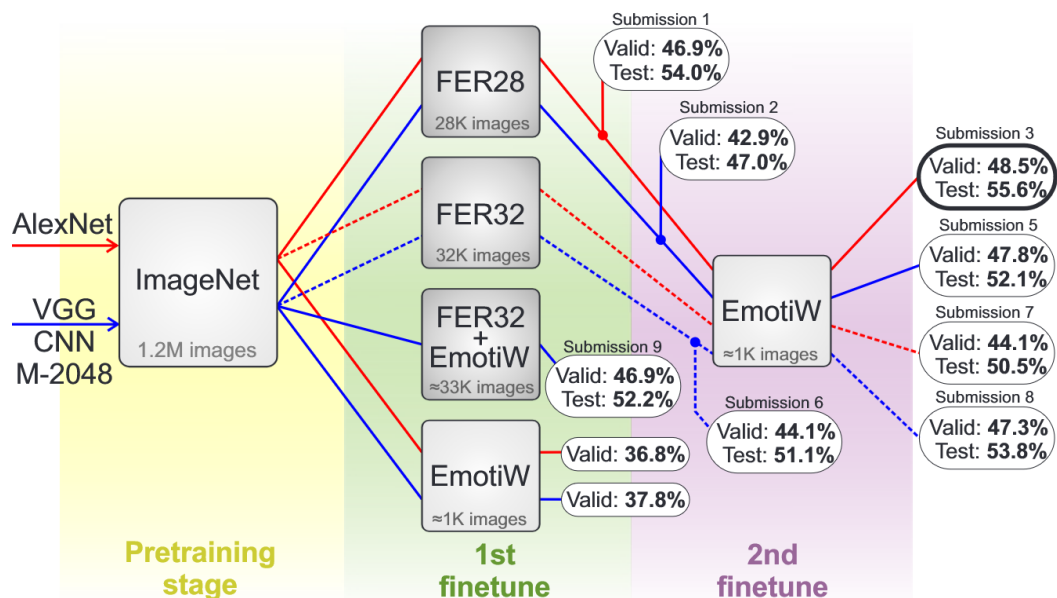 AlexNet
VGG
CNN
M-2048
ImageNet
1.2M images
Pretraining
stage
FER28
28K images
FER32
32K images
FER32
+
EmotiW
≈33K images
EmotiW
≈1K images
1st
finetune
Submission 1
Valid: 46.9%
Test: 54.0%
Submission 2
Valid: 42.9%
Test: 47.0%
Submission 9
Valid: 46.9%
Test: 52.2%
Valid: 36.8%
Valid: 37.8%
Submission 6
Valid: 44.1%
Test: 51.1%
EmotiW
≈1K images
2nd
finetune
Submission 3
Valid: 48.5%
Test: 55.6%
Submission 5
Valid: 47.8%
Test: 52.1%
Submission 7
Valid: 44.1%
Test: 50.5%
Submission 8
Valid: 47.3%
Test: 53.8%